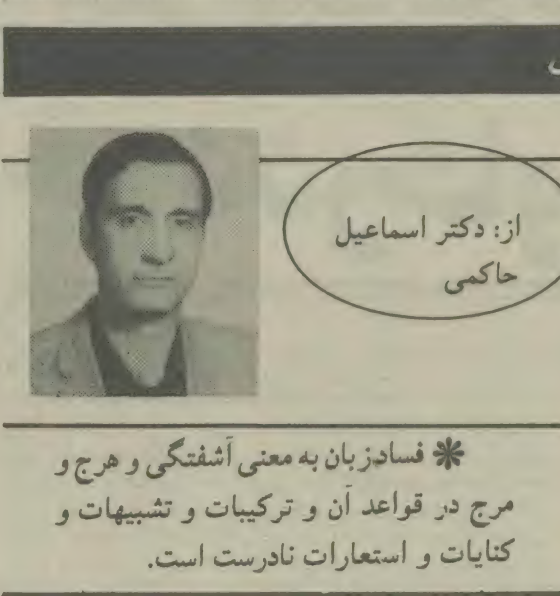 از: دکتر اسماعیل
حاکمی
✽ فساد زبان به معنی آشفتگی و هرج و
مرج در قواعد آن و ترکیبات و تشبیهات و
کنایات و استعارات نادرست است.